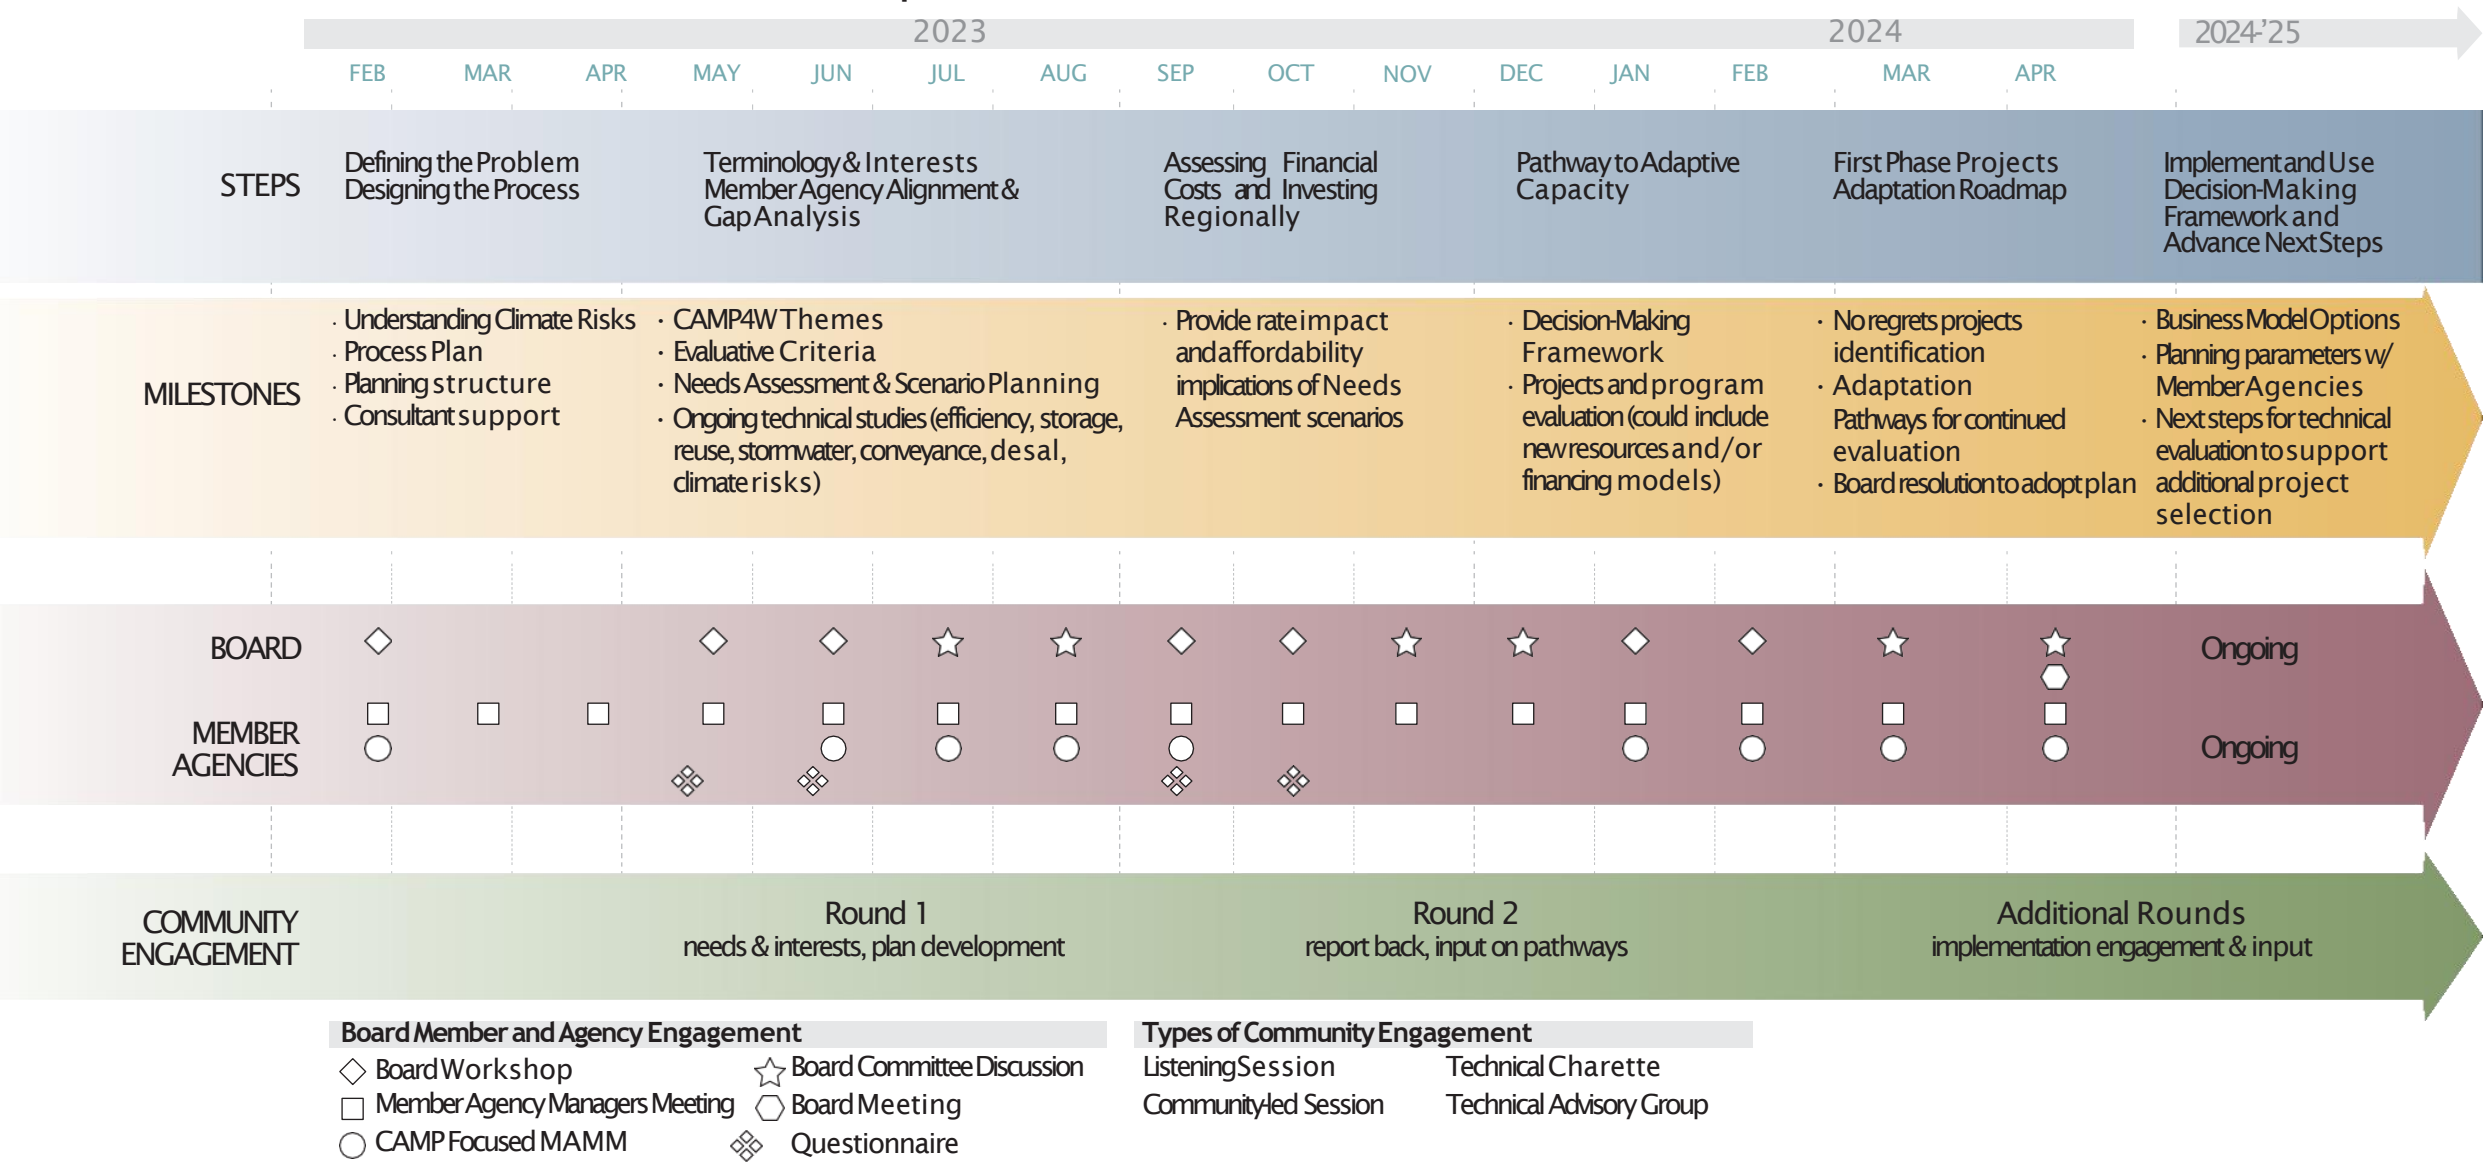 2023
2024
2024-'25
FEB MAR APR MAY JUN JUL AUG SEP OCT NOV DEC JAN FEB MAR APR
STEPS
Defining the Problem
Designing the Process
Terminology & Interests
Member Agency Alignment &
Gap Analysis
Assessing Financial
Costs and Investing
Regionally
Pathway to Adaptive
Capacity
First Phase Projects
Adaptation Roadmap
Implement and Use
Decision-Making
Framework and
Advance Next Steps
MILESTONES
· Understanding Climate Risks
· Process Plan
· Planning structure
· Consultant support
· CAMP4W Themes
· Evaluative Criteria
· Needs Assessment & Scenario Planning
· Ongoing technical studies (efficiency, storage,
reuse, stormwater, conveyance, desal,
climate risks)
· Provide rate impact
and affordability
implications of Needs
Assessment scenarios
· Decision-Making
Framework
· Projects and program
evaluation (could include
new resources and/or
financing models)
· No regrets projects
identification
· Adaptation
Pathways for continued
evaluation
· Board resolution to adopt plan
· Business Model Options
· Planning parameters w/
Member Agencies
· Next steps for technical
evaluation to support
additional project
selection
BOARD
Ongoing
MEMBER
AGENCIES
Ongoing
COMMUNITY
ENGAGEMENT
Round 1
needs & interests, plan development
Round 2
report back, input on pathways
Additional Rounds
implementation engagement & input
Board Member and Agency Engagement
Board Workshop
Board Committee Discussion
Member Agency Managers Meeting
Board Meeting
CAMP Focused MAMM
Questionnaire
Types of Community Engagement
Listening Session
Technical Charette
Community-led Session
Technical Advisory Group